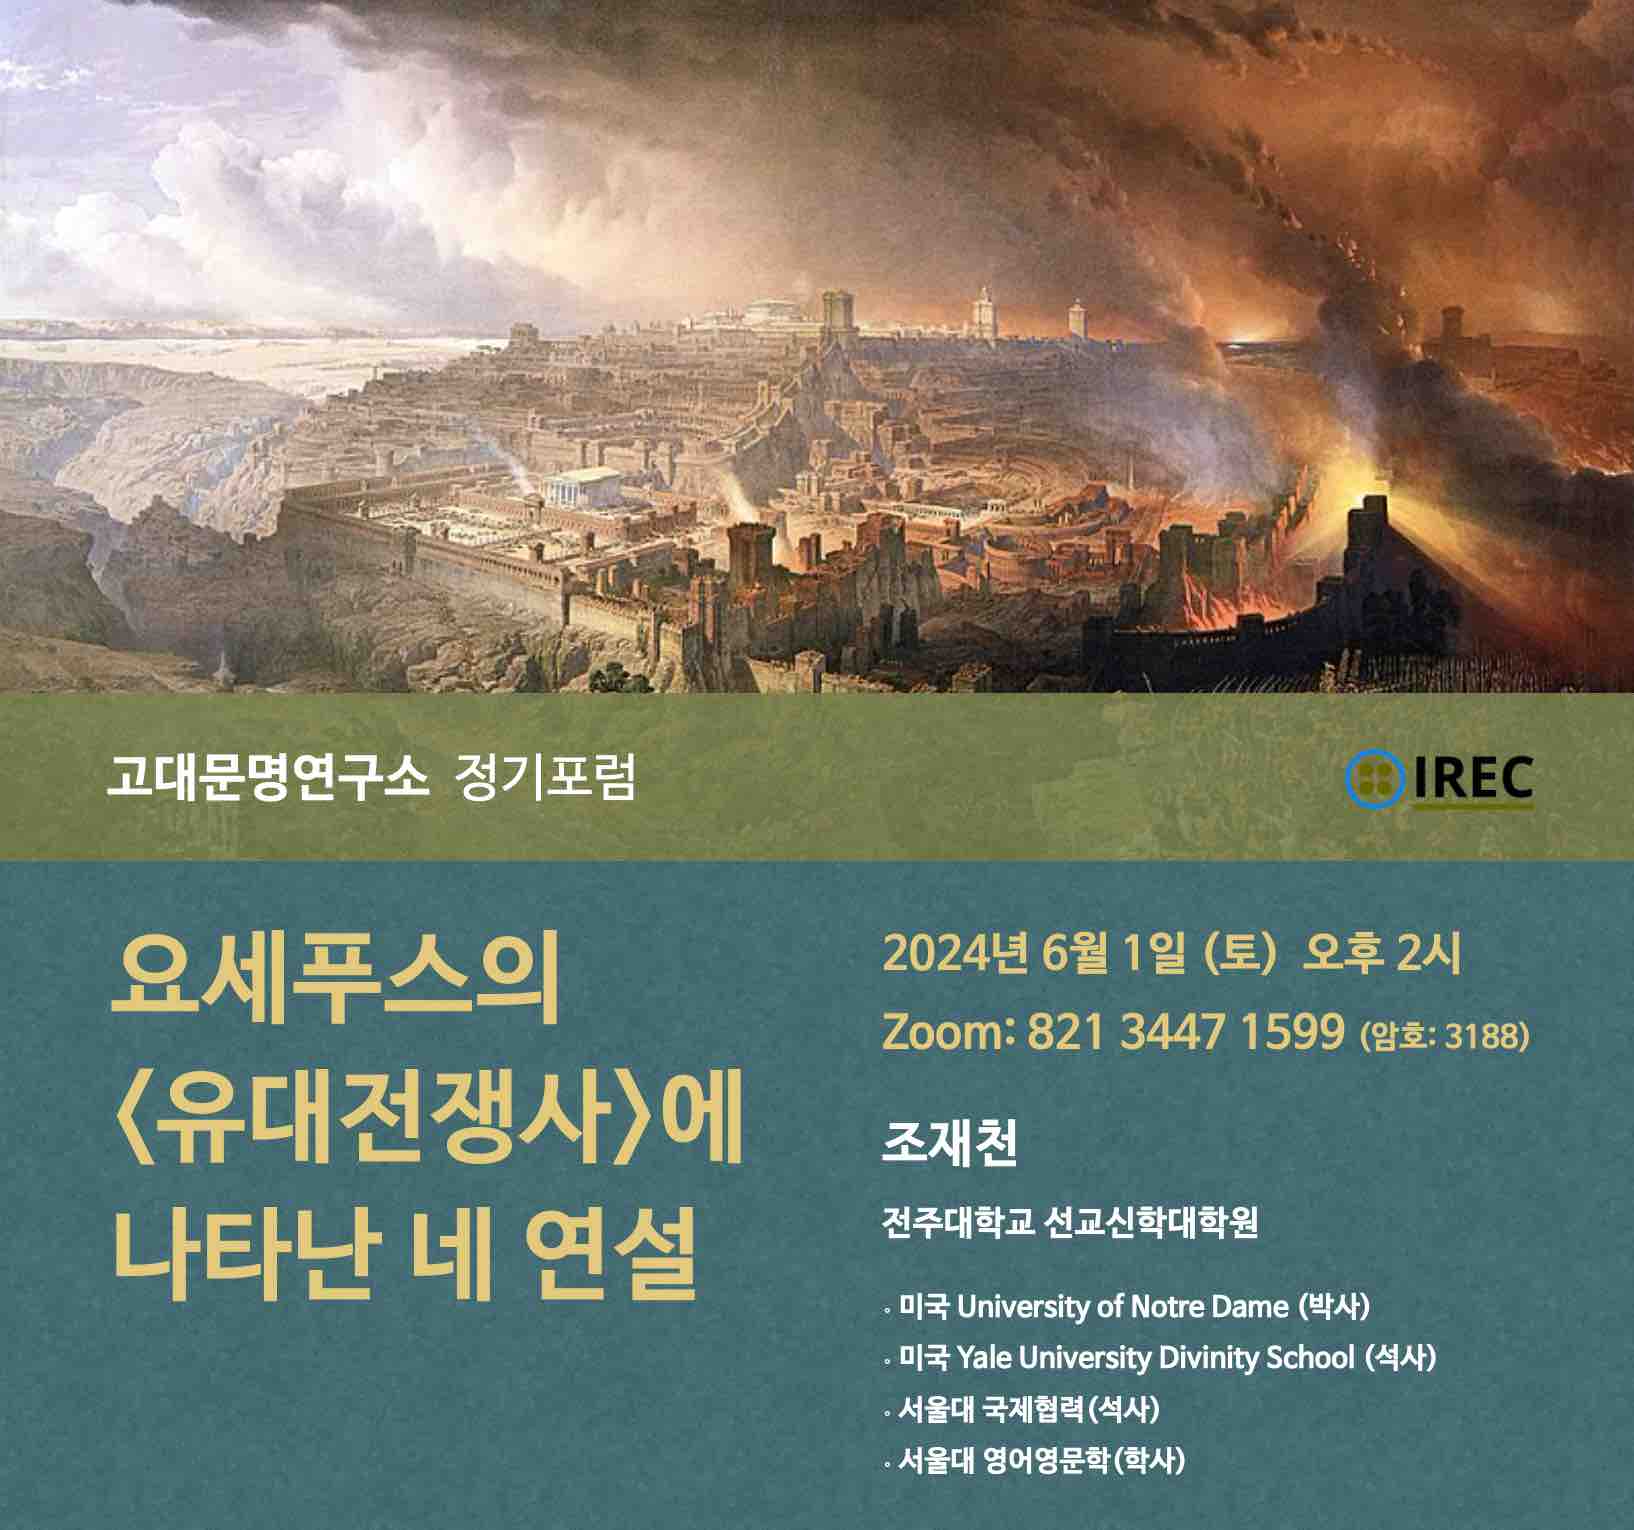 고대문명연구소 정기포럼
IREC
요세푸스의
<유대전쟁사>에
나타난 네 연설
2024년 6월 1일 (토) 오후 2시
Zoom: 821 3447 1599 (암호: 3188)
조재천
전주대학교 선교신학대학원
◦ 미국 University of Notre Dame (박사)
◦ 미국 Yale University Divinity School (석사)
◦ 서울대 국제협력(석사)
◦ 서울대 영어영문학(학사)